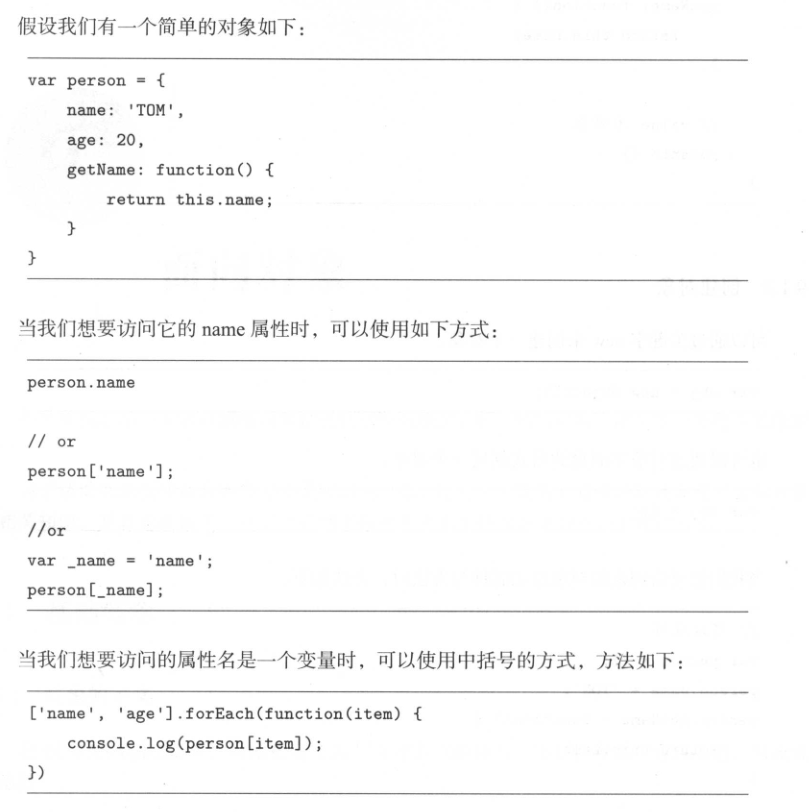 假设我们有一个简单的对象如下：
var person = {
    name: 'TOM',
    age: 20,
    getName: function() {
        return this.name;
    }
}
当我们想要访问它的 name 属性时，可以使用如下方式：
person.name
// or
person['name'];
//or
var _name = 'name';
person[_name];
当我们想要访问的属性名是一个变量时，可以使用中括号的方式，方法如下：
['name', 'age'].forEach(function(item) {
    console.log(person[item]);
})